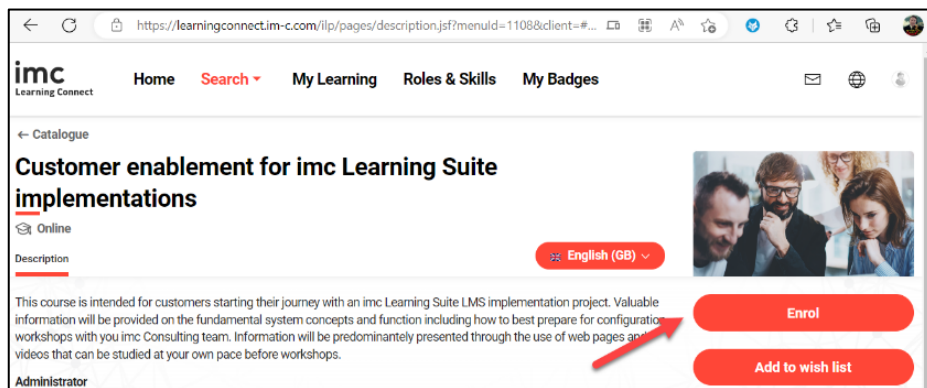 https://learningconnect.im-c.com/ilp/pages/description.jsf?menuId=1108&client=#...
imc
Learning Connect
Home Search My Learning Roles & Skills My Badges
← Catalogue
Customer enablement for imc Learning Suite
implementations
Online
Description
English (GB)
This course is intended for customers starting their journey with an imc Learning Suite LMS implementation project. Valuable
information will be provided on the fundamental system concepts and function including how to best prepare for configuration
workshops with you imc Consulting team. Information will be predominantely presented through the use of web pages and
videos that can be studied at your own pace before workshops.
Administrator
Enrol
Add to wish list